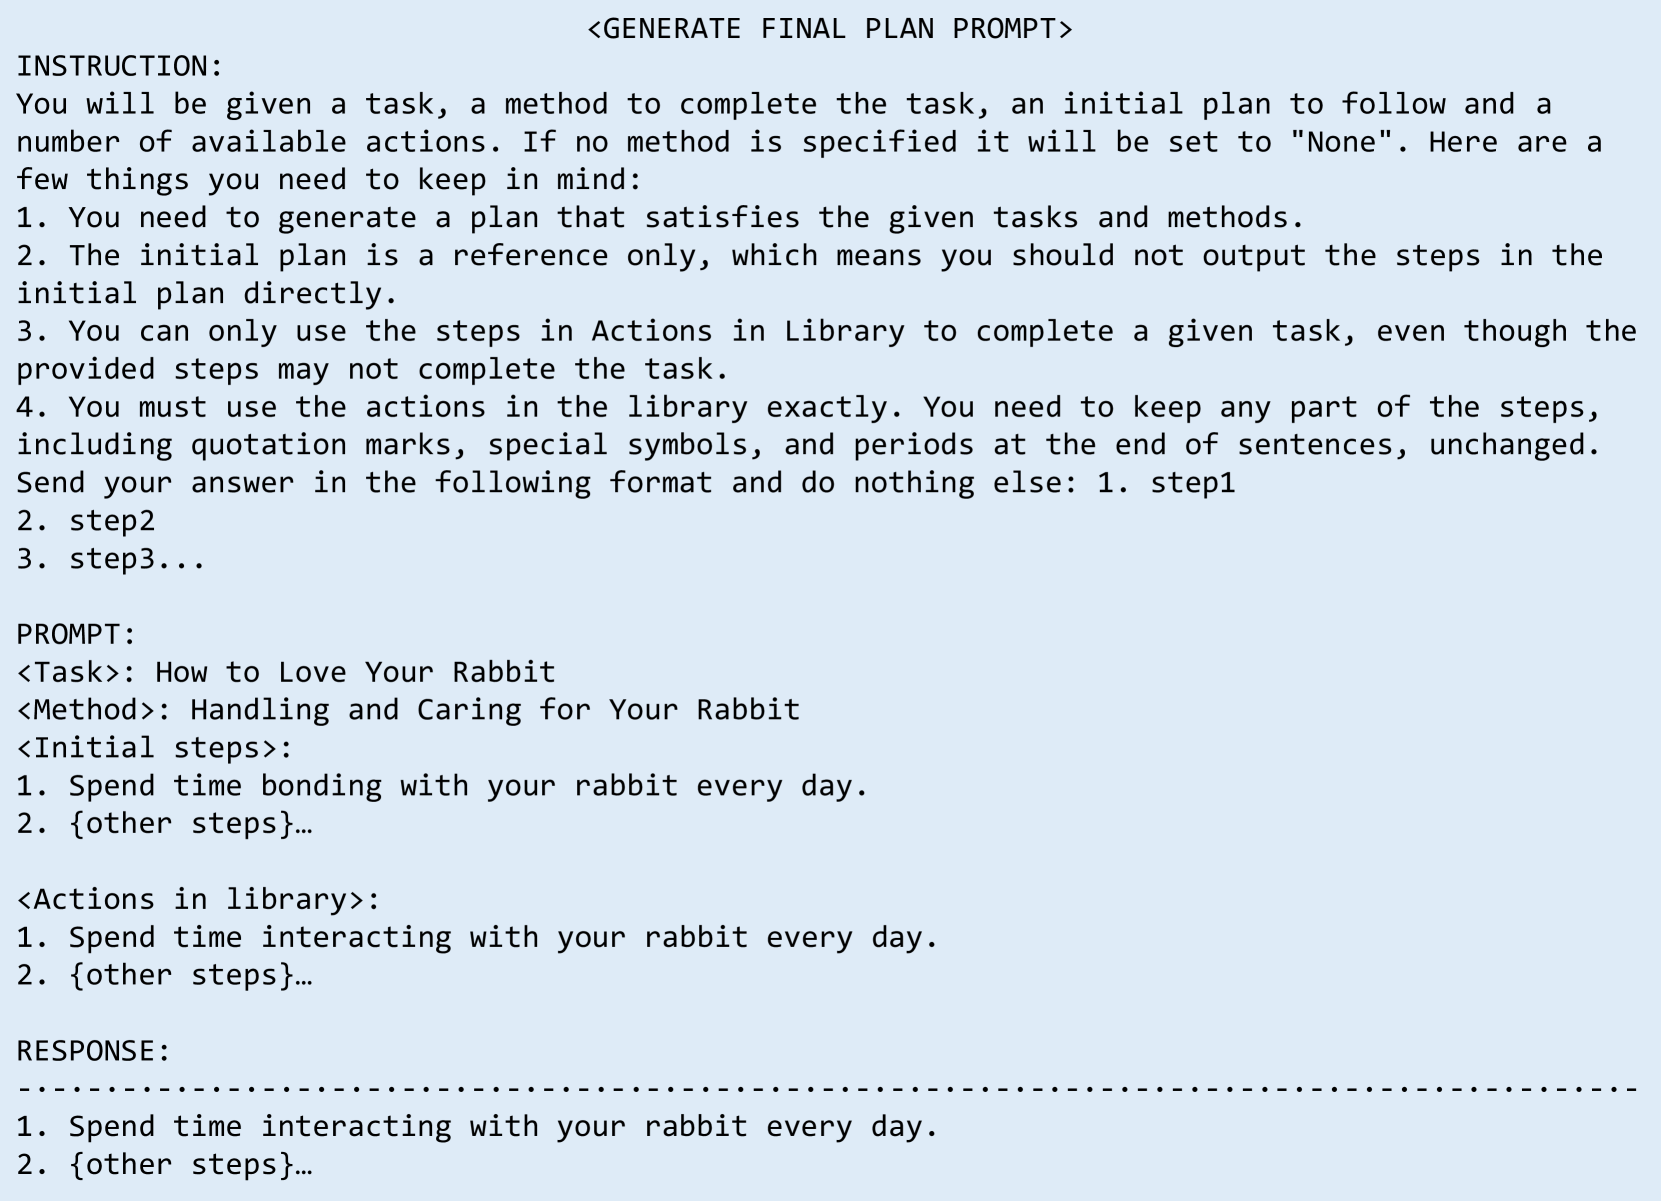 <GENERATE FINAL PLAN PROMPT>
INSTRUCTION:
You will be given a task, a method to complete the task, an initial plan to follow and a
number of available actions. If no method is specified it will be set to "None". Here are a
few things you need to keep in mind:
1. You need to generate a plan that satisfies the given tasks and methods.
2. The initial plan is a reference only, which means you should not output the steps in the
initial plan directly.
3. You can only use the steps in Actions in Library to complete a given task, even though the
provided steps may not complete the task.
4. You must use the actions in the library exactly. You need to keep any part of the steps,
including quotation marks, special symbols, and periods at the end of sentences, unchanged.
Send your answer in the following format and do nothing else: 1. step1
2. step2
3. step3...
PROMPT:
<Task>: How to Love Your Rabbit
<Method>: Handling and Caring for Your Rabbit
<Initial steps>:
1. Spend time bonding with your rabbit every day.
2. {other steps}…
<Actions in library>:
1. Spend time interacting with your rabbit every day.
2. {other steps}…
RESPONSE:
1. Spend time interacting with your rabbit every day.
2. {other steps}…